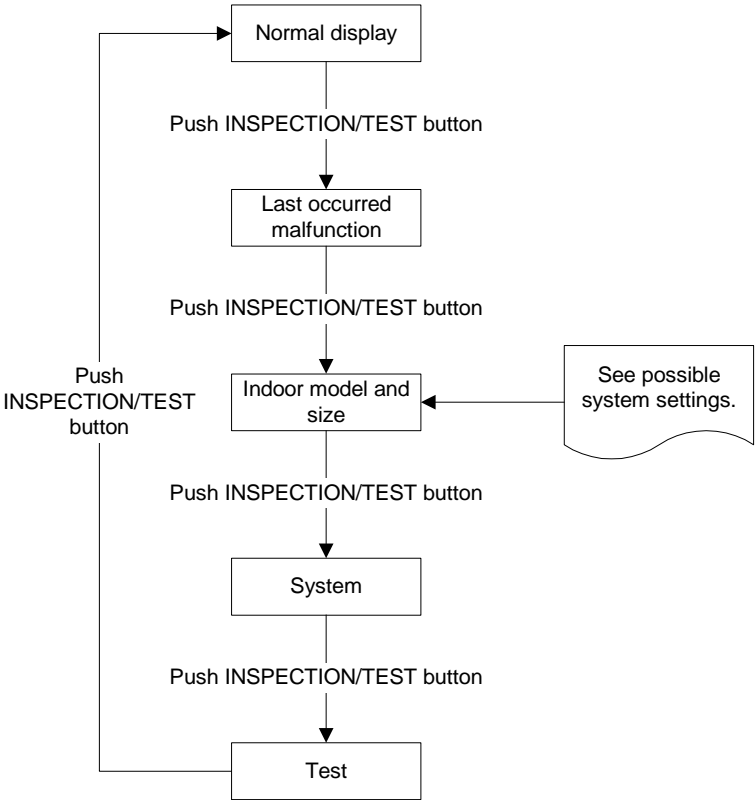 Normal display
Push INSPECTION/TEST button
Last occurred
malfunction
Push INSPECTION/TEST button
Indoor model and
size
See possible
system settings.
Push
INSPECTION/TEST
button
Push INSPECTION/TEST button
System
Push INSPECTION/TEST button
Test